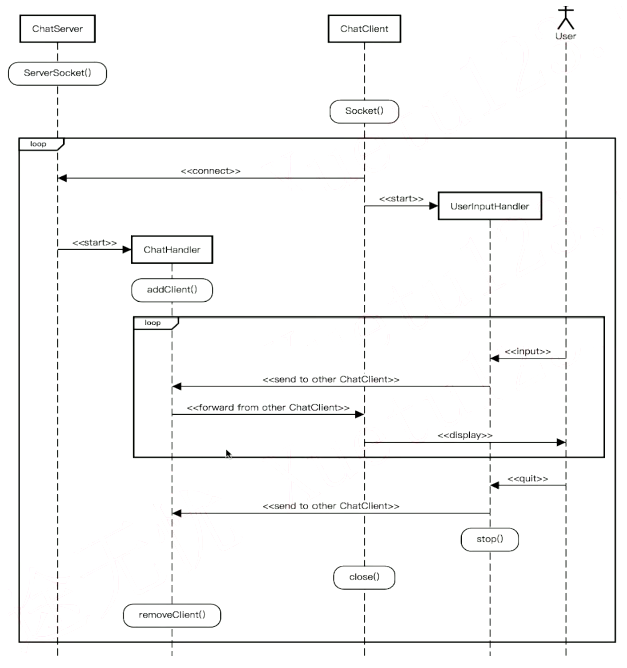 ChatServer
ChatClient
User
ServerSocket()
Socket()
loop
<<connect>>
<<start>>
UserInputHandler
<<start>>
ChatHandler
addClient()
loop
<<input>>
<<send to other ChatClient>>
<<forward from other ChatClient>>
<<display>>
<<quit>>
<<send to other ChatClient>>
stop()
close()
removeClient()